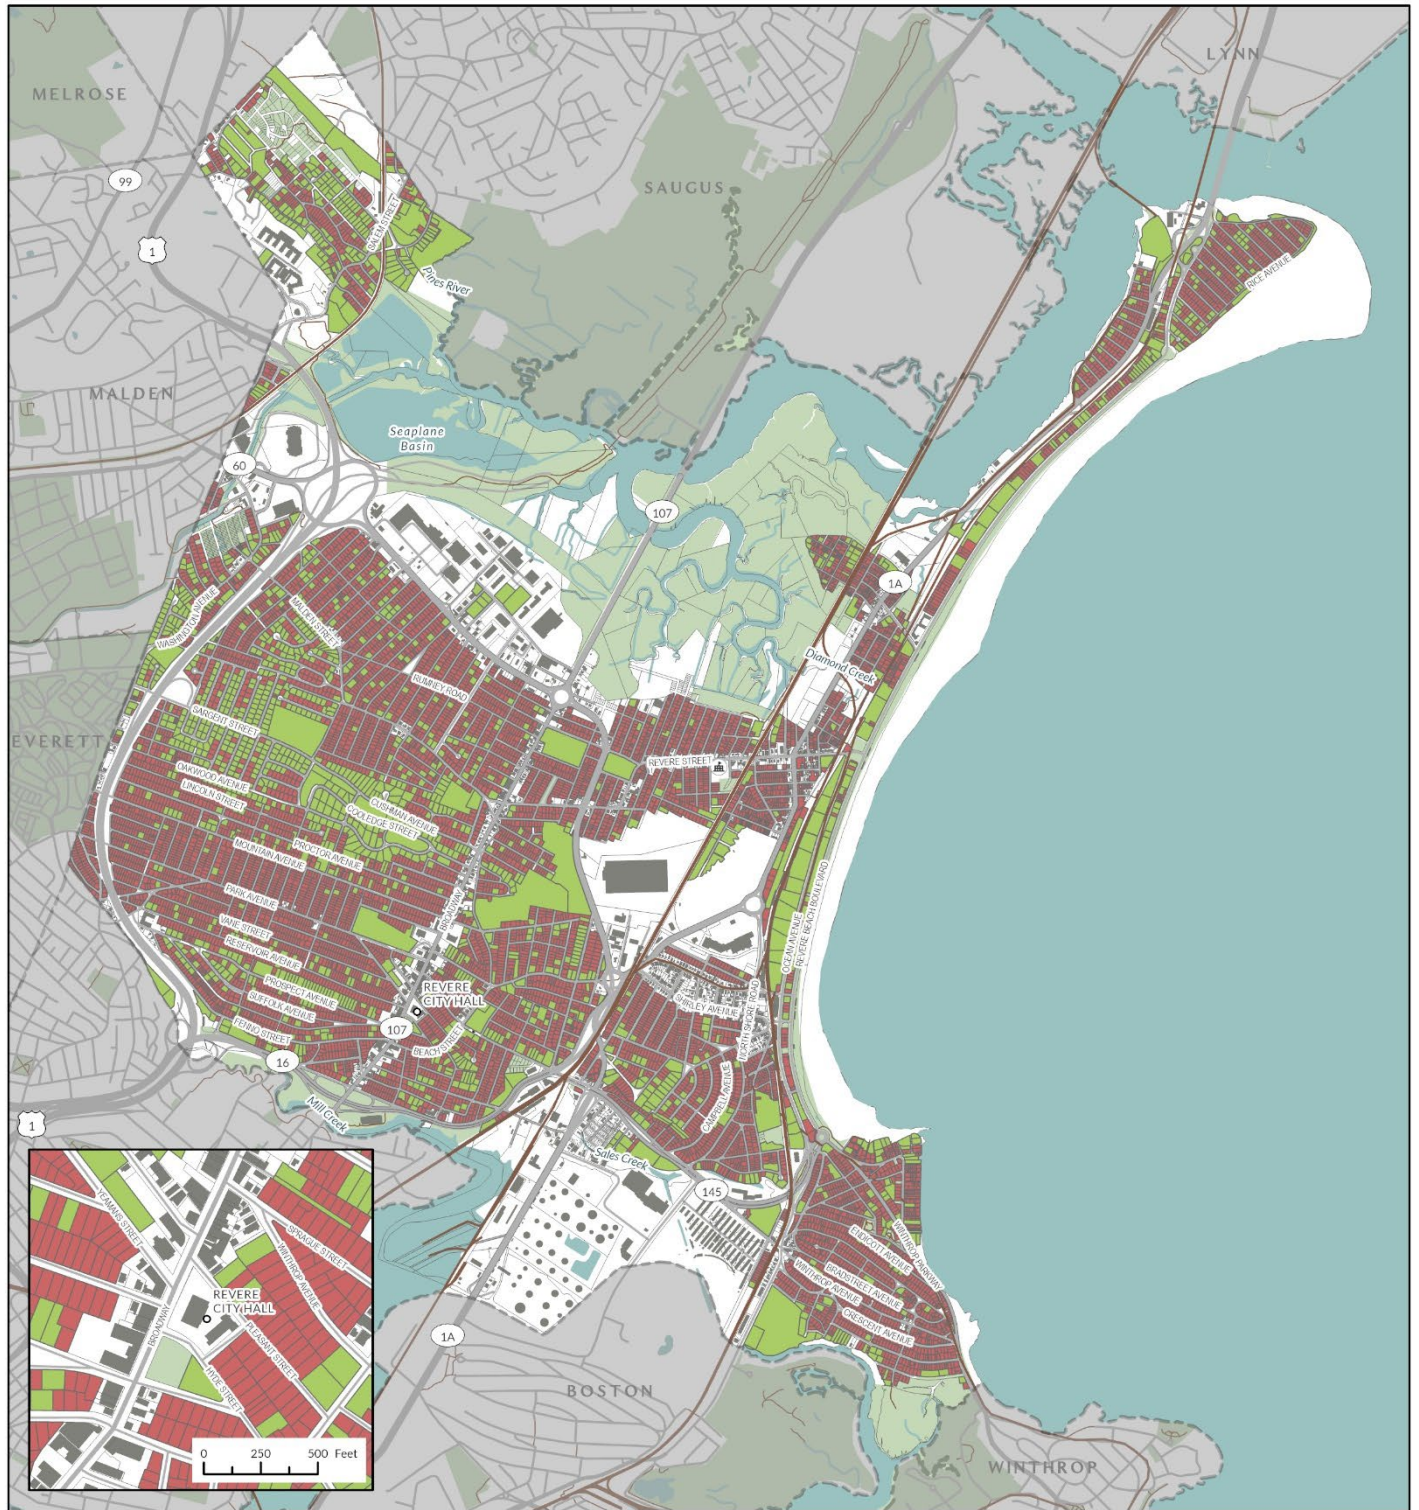 LYNN
MELROSE
99
SAUGUS
1
SALEM STREET
Pines River
RICE AVENUE
MALDEN
Seaplane
Basin
60
107
1A
WASHINGTON AVENUE
MALDEN STREET
Diamond Creek
RUMNEY ROAD
SARGENT STREET
EVERETT
REVERE STREET
OAKWOOD AVENUE
LINCOLN STREET
CUSHMAN AVENUE
COOLEDGE STREET
PROCTOR AVENUE
MOUNTAIN AVENUE
PARK AVENUE
BROADWAY
VANE STREET
RESERVOIR AVENUE
OCEAN AVENUE
REVERE BEACH BOULEVARD
PROSPECT AVENUE
SUFFOLK AVENUE
REVERE
CITY HALL
SHIRLEY AVENUE
NORTH SHORE ROAD
FENNO STREET
107
BEACH STREET
16
CAMPBELL AVENUE
Mill Creek
1
Sales Creek
145
WINTHROP PARKWAY
ENDICOTT AVENUE
BRADSTREET AVENUE
WINTHROP AVENUE
CRESCENT AVENUE
1A
BOSTON
WINTHROP
YEAMANS STREET
SPRAGUE STREET
WINTHROP AVENUE
REVERE
CITY HALL
BROADWAY
PLEASANT STREET
HYDE STREET
0 250 500 Feet